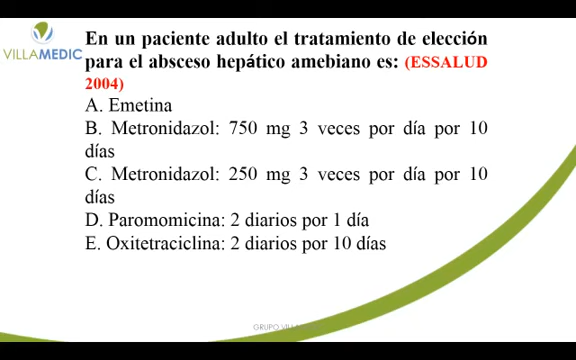 VILLAMEDIC
En un paciente adulto el tratamiento de elección
para el absceso hepático amebiano es: (ESSALUD
2004)
A. Emetina
B. Metronidazol: 750 mg 3 veces por día por 10
días
C. Metronidazol: 250 mg 3 veces por día por 10
días
D. Paromomicina: 2 diarios por 1 día
E. Oxitetraciclina: 2 diarios por 10 días
GRUPO